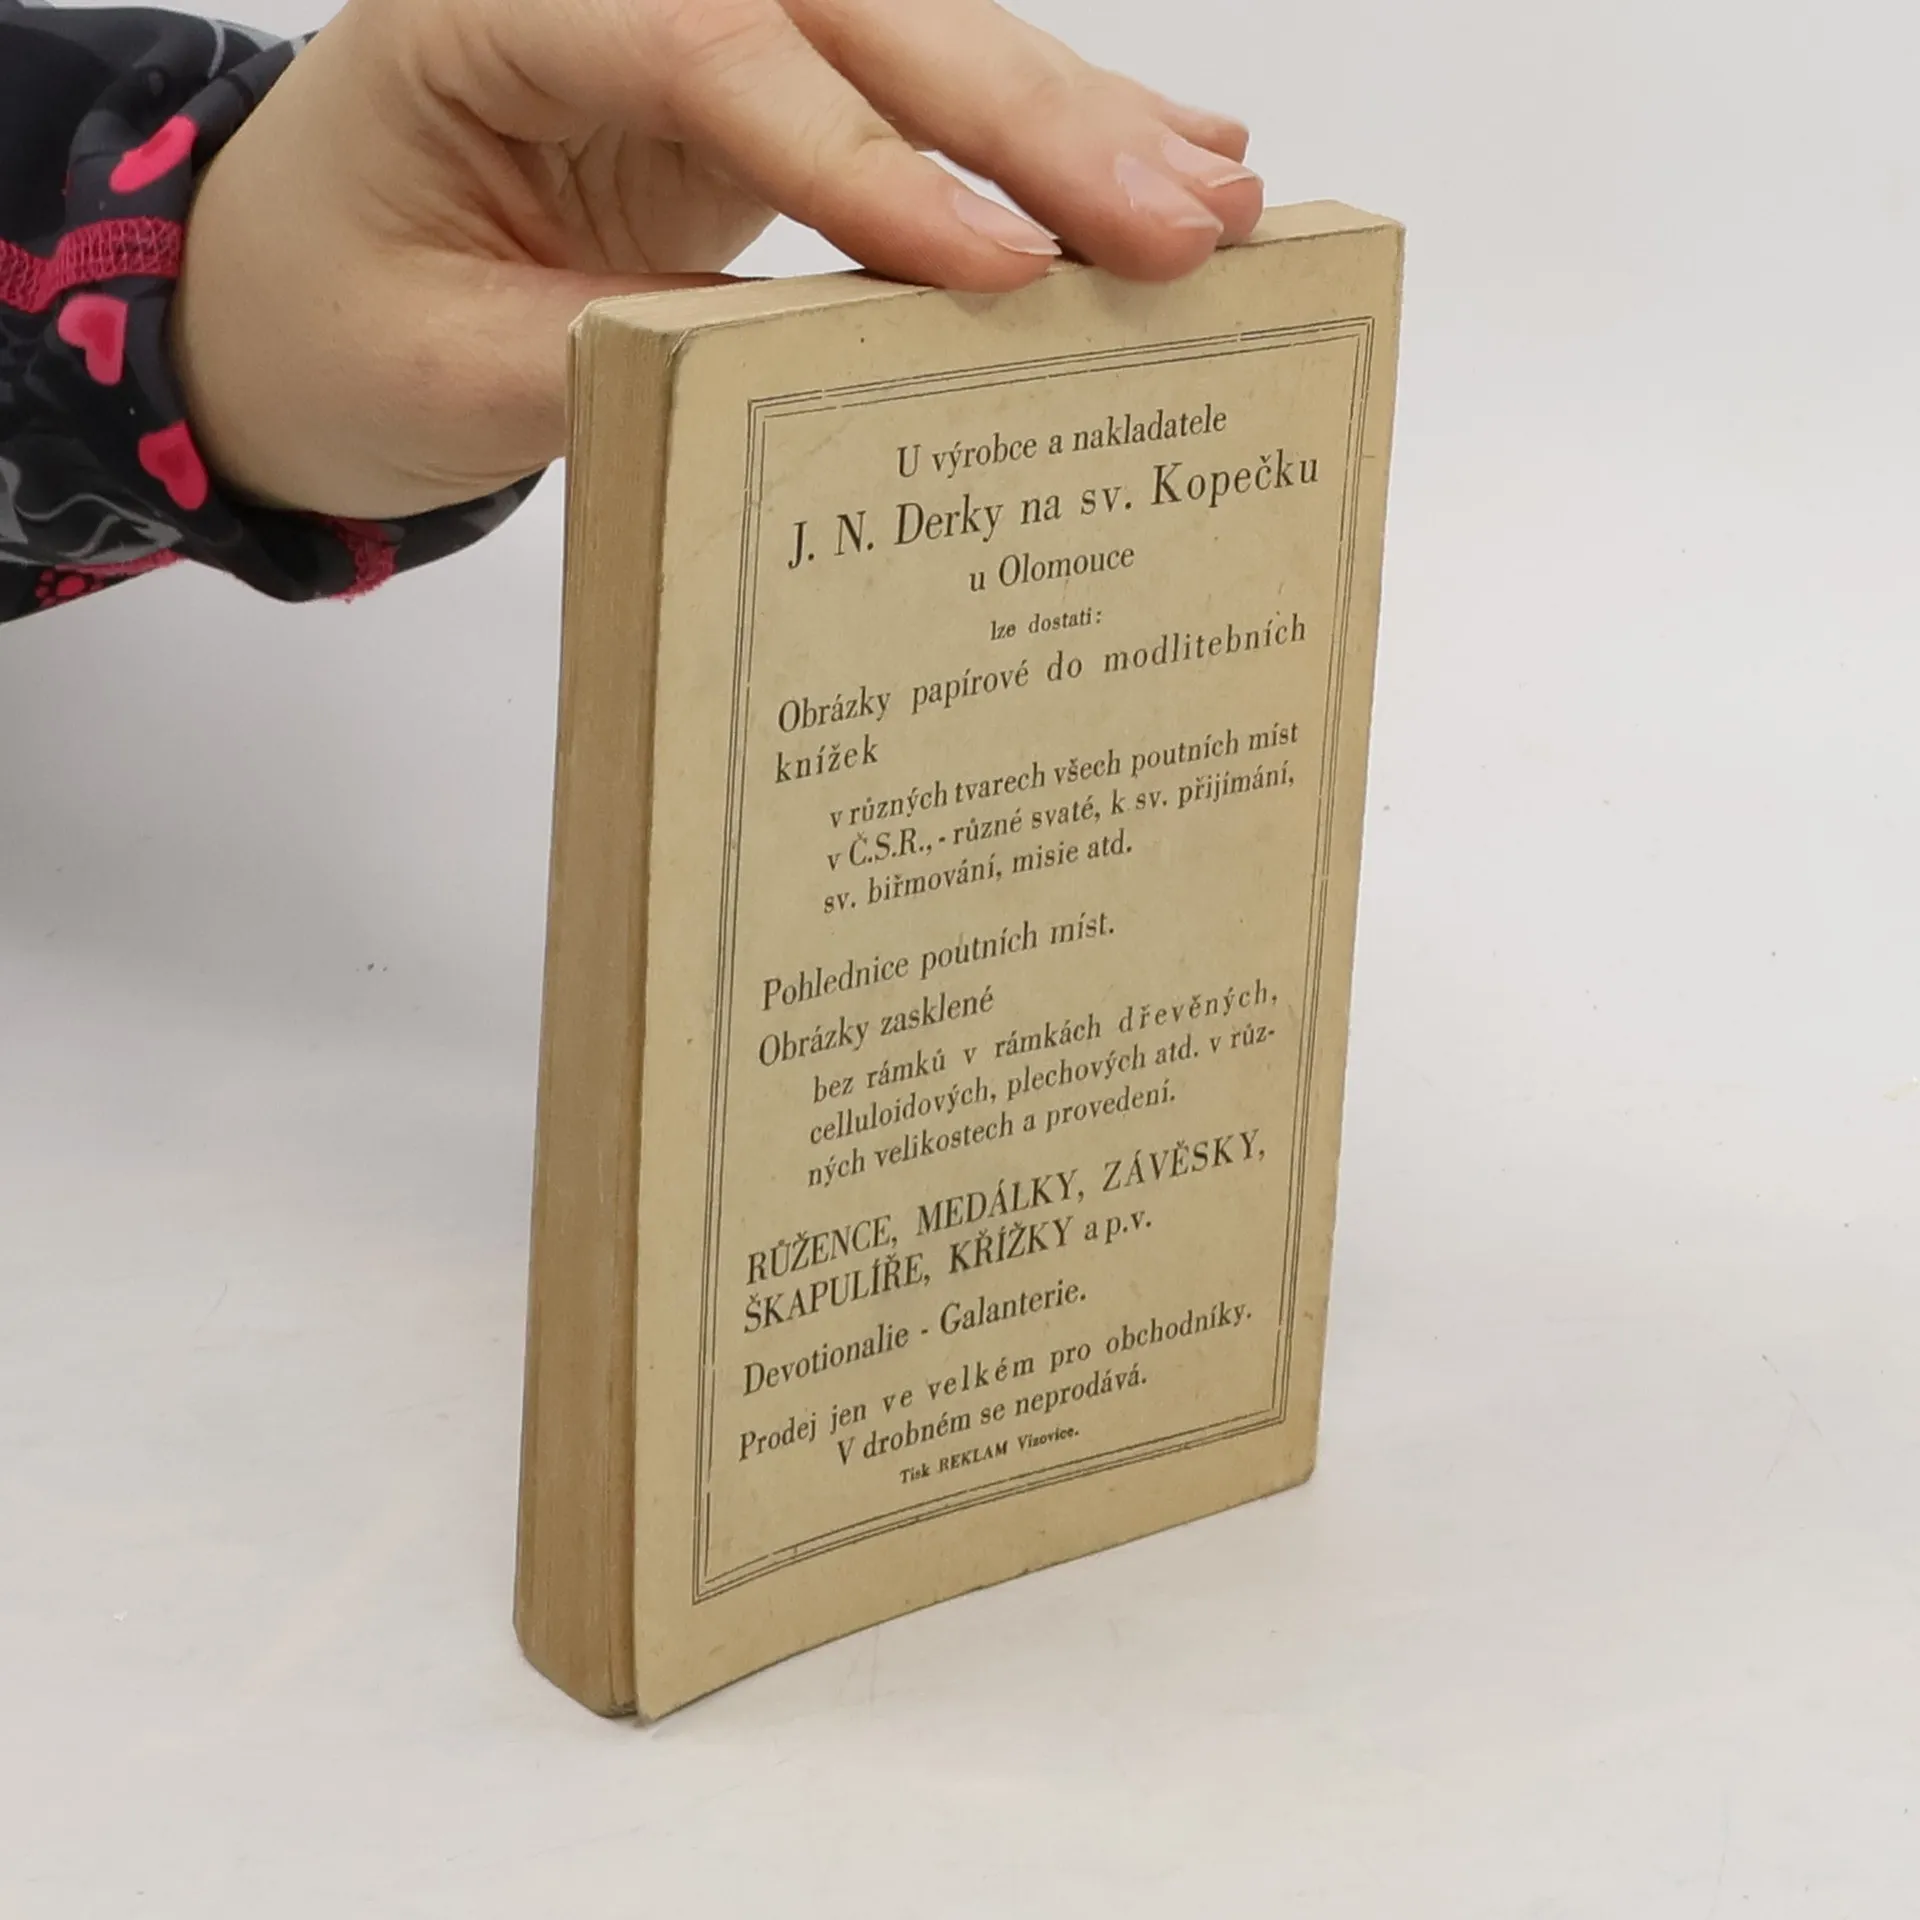 U výrobce a nakladatele
J. N. Derky na sv. Kopečku
u Olomouce
lze dostati:
Obrázky papírové do modlitebních
knížek
v různých tvarech všech poutních míst
v Č.S.R., - různé svaté, k sv. přijímání,
sv. biřmování, misie atd.
Pohlednice poutních míst.
Obrázky zasklené
bez rámků v rámkách dřevěných,
celluloidových, plechových atd. v růz-
ných velikostech a provedení.
RŮŽENCE, MEDÁLKY, ZÁVĚSKY,
ŠKAPULÍŘE, KŘÍŽKY a p.v.
Devotionalie - Galanterie.
Prodej jen ve velkém pro obchodníky.
V drobném se neprodává.
Tisk REKLAM Vizovice.